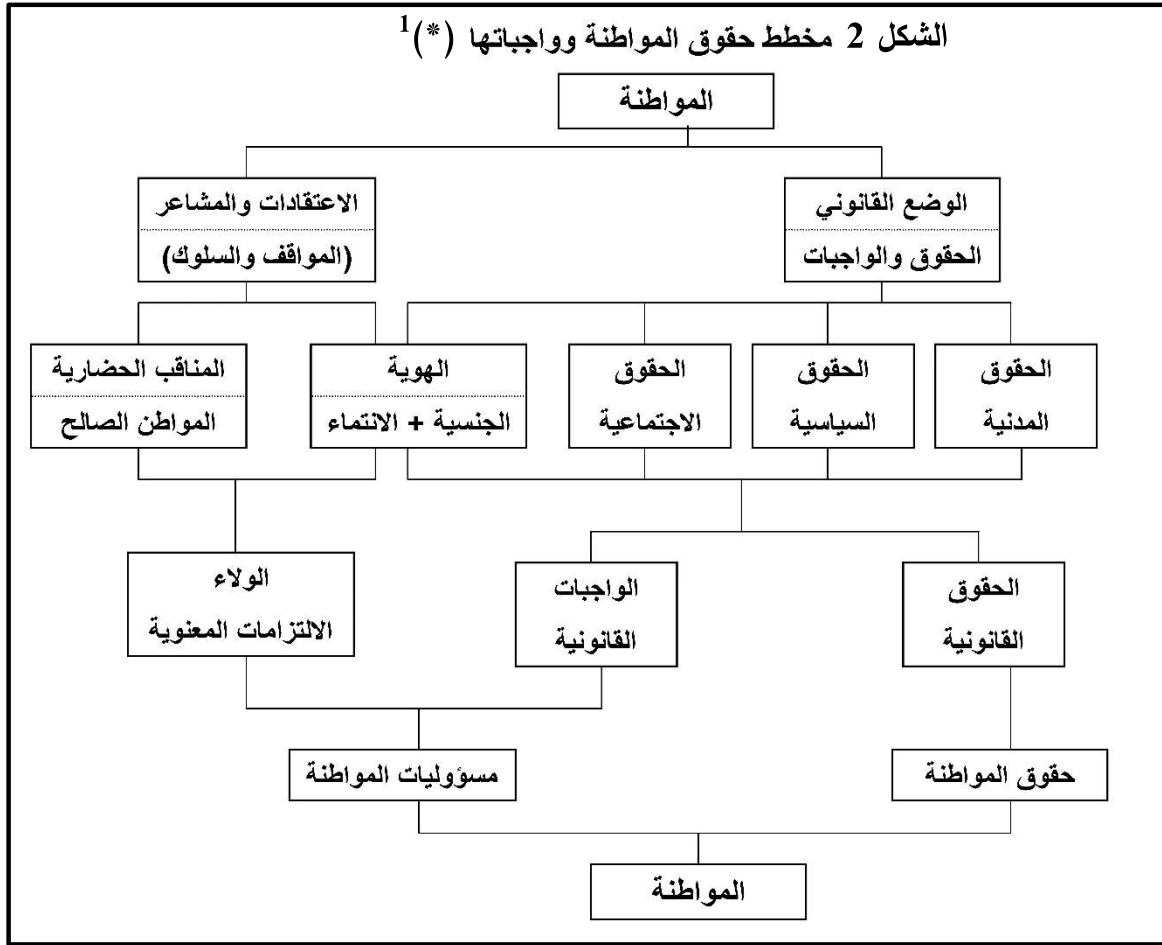 الشكل 2 مخطط حقوق المواطنة وواجباتها (*)1
المواطنة
الوضع القانوني
الحقوق والواجبات
الاعتقادات والمشاعر
(المواقف والسلوك)
الحقوق
المدنية
الحقوق
السياسية
الحقوق
الاجتماعية
الهوية
الجنسية + الانتماء
المناقب الحضارية
المواطن الصالح
الحقوق
القانونية
الواجبات
القانونية
الولاء
الالتزامات المعنوية
حقوق المواطنة
مسؤوليات المواطنة
المواطنة